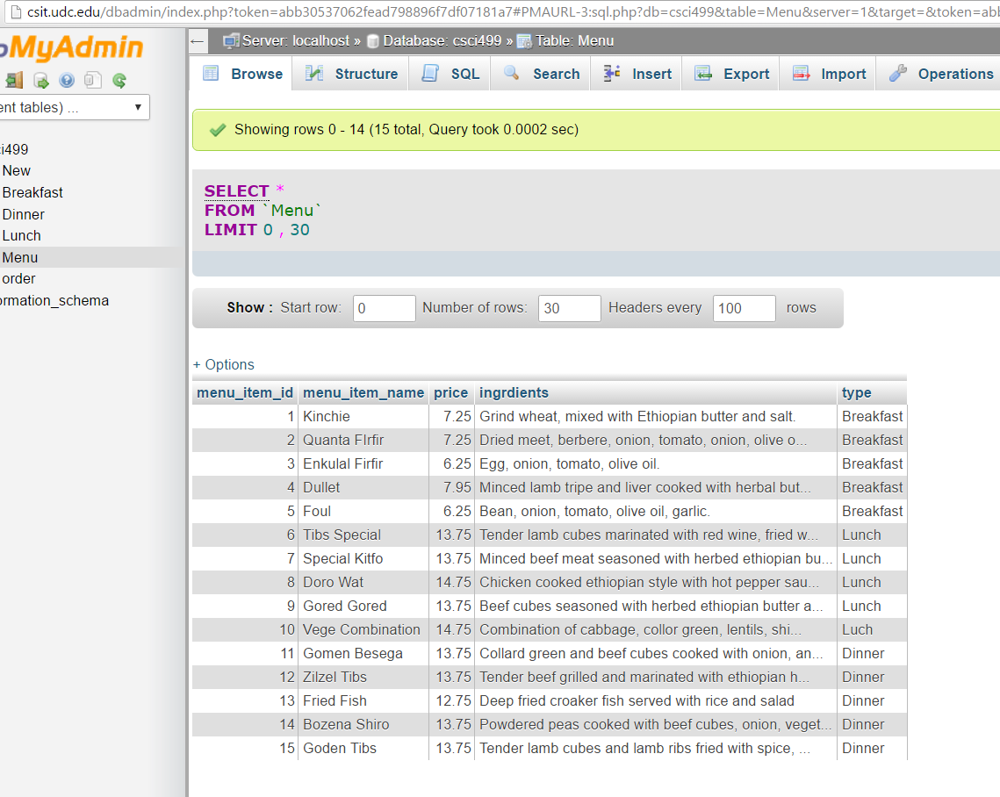 csit.udc.edu/dbadmin/index.php?token=abb30537062fead798896f7df07181a7#PMAURL-3:sql.php?db=csci499&table=Menu&server=1&target=&token=abb
oMyAdmin
← Server: localhost » Database: csci499 » Table: Menu
Browse Structure SQL Search Insert Export Import Operations
ent tables) ...
Showing rows 0 - 14 (15 total, Query took 0.0002 sec)
i499
New
Breakfast
Dinner
Lunch
Menu
order
ormation_schema
SELECT *
FROM `Menu`
LIMIT 0 , 30
Show : Start row: 0 Number of rows: 30 Headers every 100 rows
+ Options
menu_item_id menu_item_name price ingrdients type
1 Kinchie 7.25 Grind wheat, mixed with Ethiopian butter and salt. Breakfast
2 Quanta FIrfir 7.25 Dried meet, berbere, onion, tomato, onion, olive o... Breakfast
3 Enkulal Firfir 6.25 Egg, onion, tomato, olive oil. Breakfast
4 Dullet 7.95 Minced lamb tripe and liver cooked with herbal but... Breakfast
5 Foul 6.25 Bean, onion, tomato, olive oil, garlic. Breakfast
6 Tibs Special 13.75 Tender lamb cubes marinated with red wine, fried w... Lunch
7 Special Kitfo 13.75 Minced beef meat seasoned with herbed ethiopian bu... Lunch
8 Doro Wat 14.75 Chicken cooked ethiopian style with hot pepper sau... Lunch
9 Gored Gored 13.75 Beef cubes seasoned with herbed ethiopian butter a... Lunch
10 Vege Combination 14.75 Combination of cabbage, collor green, lentils, shi... Luch
11 Gomen Besega 13.75 Collard green and beef cubes cooked with onion, an... Dinner
12 Zilzel Tibs 13.75 Tender beef grilled and marinated with ethiopian h... Dinner
13 Fried Fish 12.75 Deep fried croaker fish served with rice and salad Dinner
14 Bozena Shiro 13.75 Powdered peas cooked with beef cubes, onion, veget... Dinner
15 Goden Tibs 13.75 Tender lamb cubes and lamb ribs fried with spice, ... Dinner